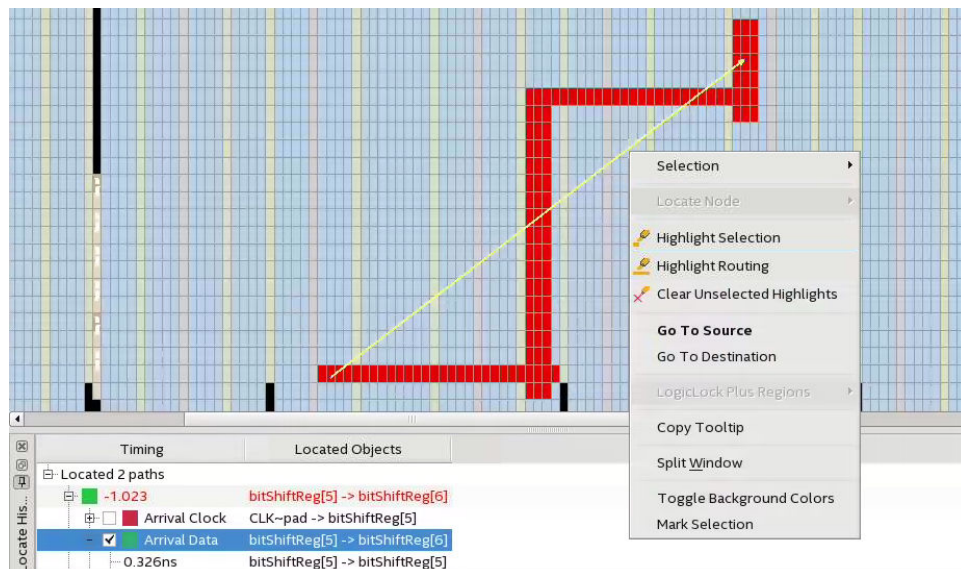 Selection
Locate Node
Highlight Selection
Highlight Routing
Clear Unselected Highlights
Go To Source
Go To Destination
LogicLock Plus Regions
Copy Tooltip
Split Window
Toggle Background Colors
Mark Selection
Locate His...
Timing Located Objects
Located 2 paths
-1.023 bitShiftReg[5] -> bitShiftReg[6]
Arrival Clock CLK~pad -> bitShiftReg[5]
Arrival Data bitShiftReg[5] -> bitShiftReg[6]
0.326ns bitShiftReg[5] -> bitShiftReg[5]